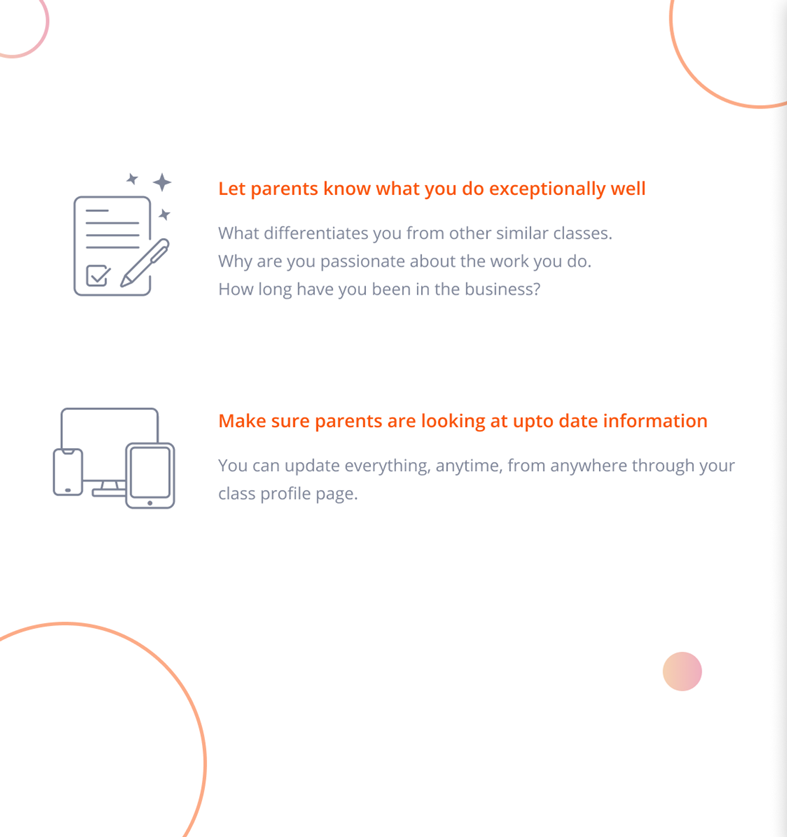 Let parents know what you do exceptionally well
What differentiates you from other similar classes.
Why are you passionate about the work you do.
How long have you been in the business?
Make sure parents are looking at upto date information
You can update everything, anytime, from anywhere through your
class profile page.